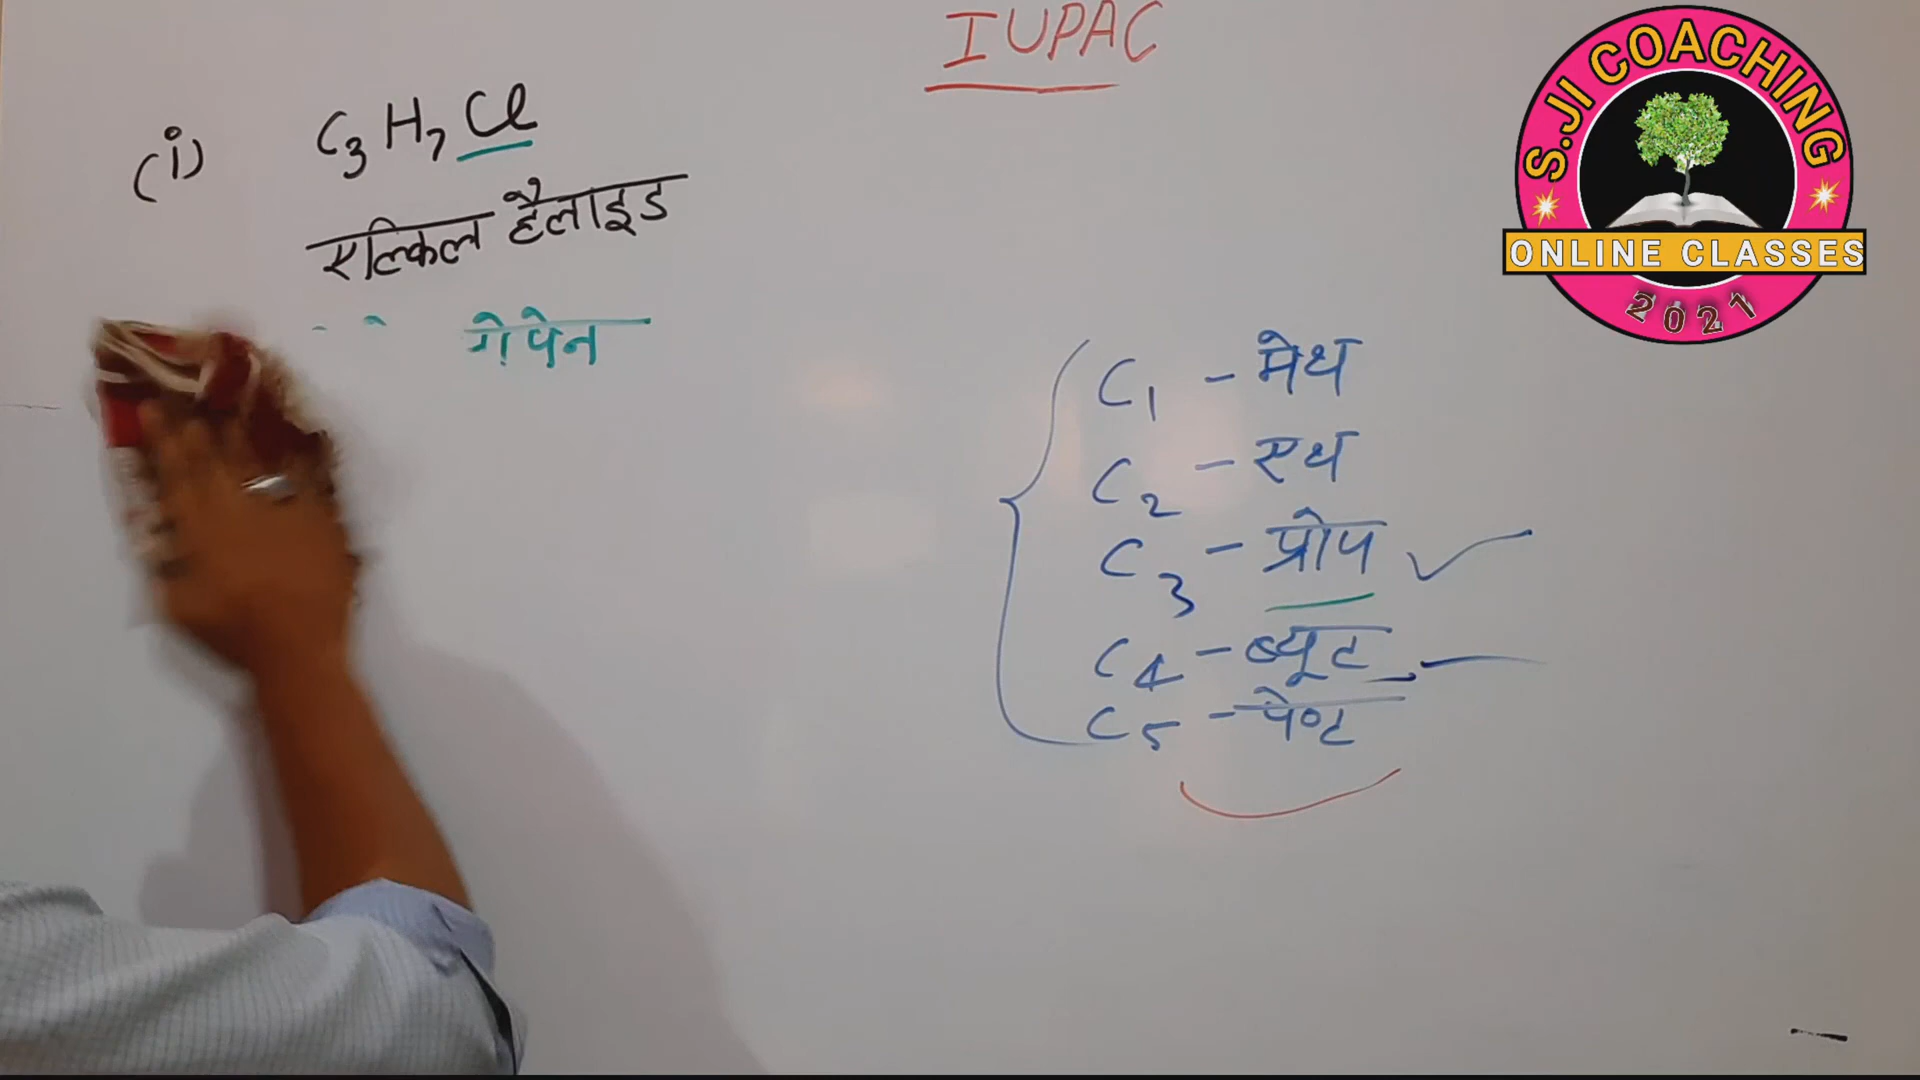 IUPAC
(i) C₃H₇Cl
एल्किल हैलाइड
गेपेन
C₁ - मेथ
C₂ - एथ
C₃ - प्रोप ✓
C₄ - ब्यूट
C₅ - पेण्ट
S.JI COACHING
ONLINE CLASSES
2021